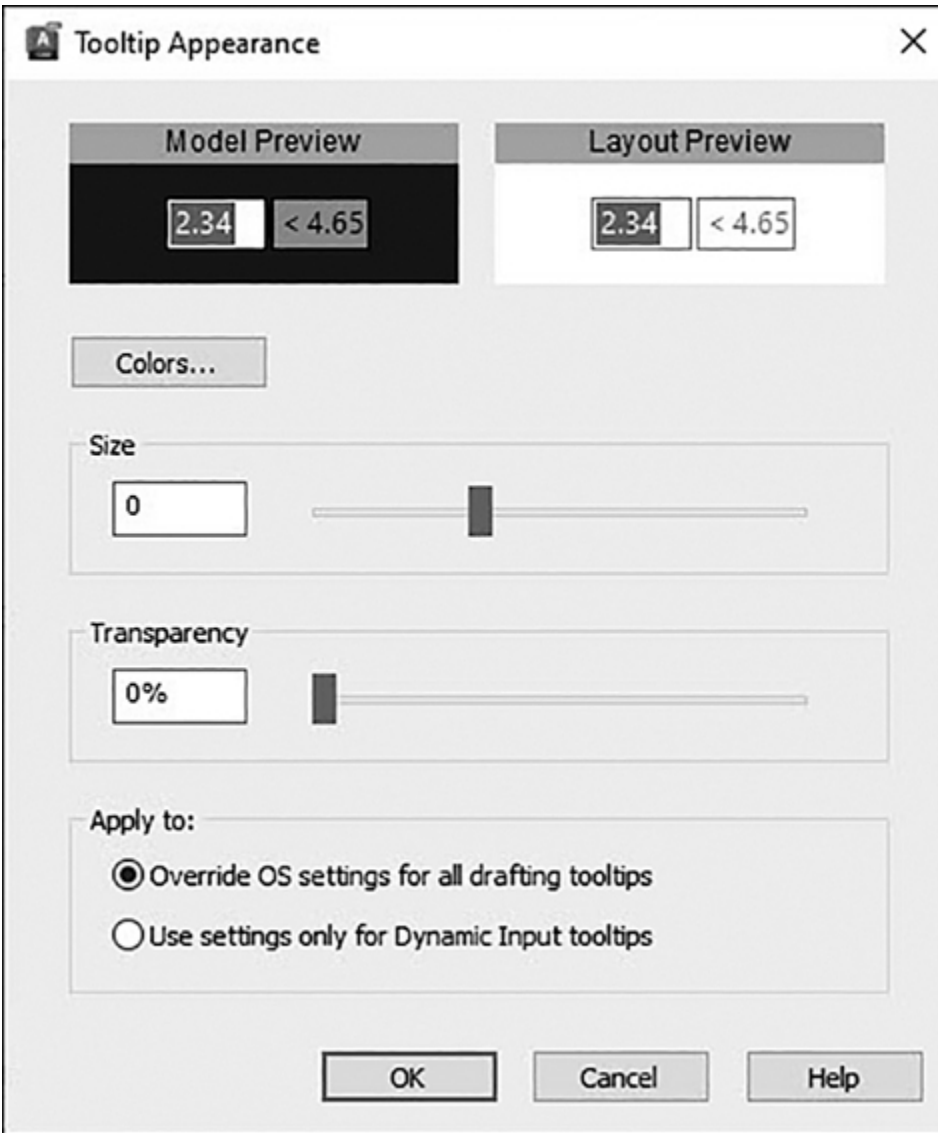 Tooltip Appearance
Model Preview
2.34 < 4.65
Layout Preview
2.34 < 4.65
Colors...
Size
0
Transparency
0%
Apply to:
Override OS settings for all drafting tooltips
Use settings only for Dynamic Input tooltips
OK Cancel Help